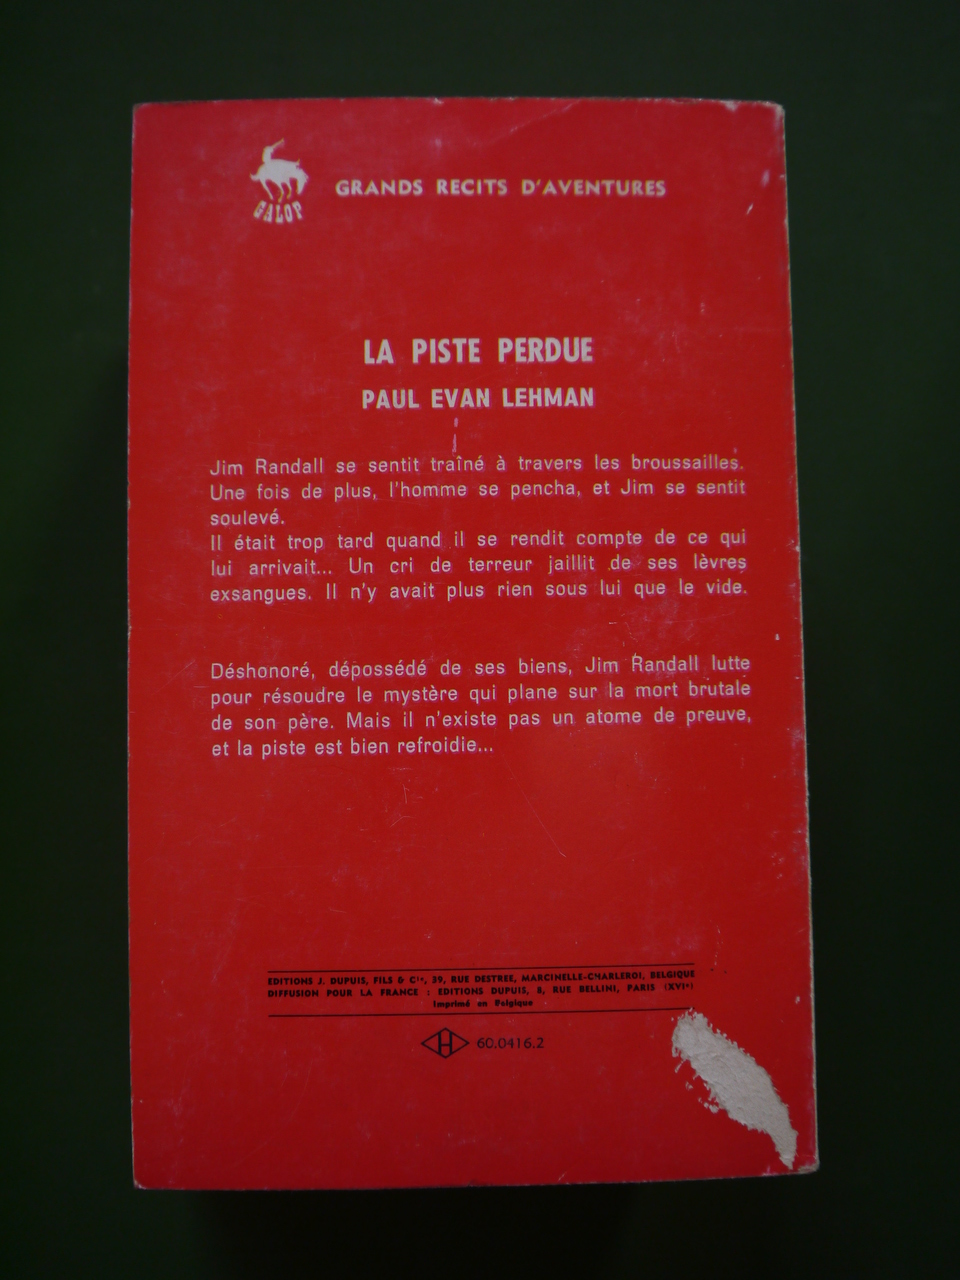 GALOP
GRANDS RECITS D'AVENTURES
LA PISTE PERDUE
PAUL EVAN LEHMAN
Jim Randall se sentit traîné à travers les broussailles.
Une fois de plus, l'homme se pencha, et Jim se sentit
soulevé.
Il était trop tard quand il se rendit compte de ce qui
lui arrivait... Un cri de terreur jaillit de ses lèvres
exsangues. Il n'y avait plus rien sous lui que le vide.
Déshonoré, dépossédé de ses biens, Jim Randall lutte
pour résoudre le mystère qui plane sur la mort brutale
de son père. Mais il n'existe pas un atome de preuve,
et la piste est bien refroidie...
EDITIONS J. DUPUIS, FILS & Cie, 39, RUE DESTREE, MARCINELLE-CHARLEROI, BELGIQUE
DIFFUSION POUR LA FRANCE : EDITIONS DUPUIS, 8, RUE BELLINI, PARIS (XVIe)
Imprimé en Belgique
H 60.0416.2